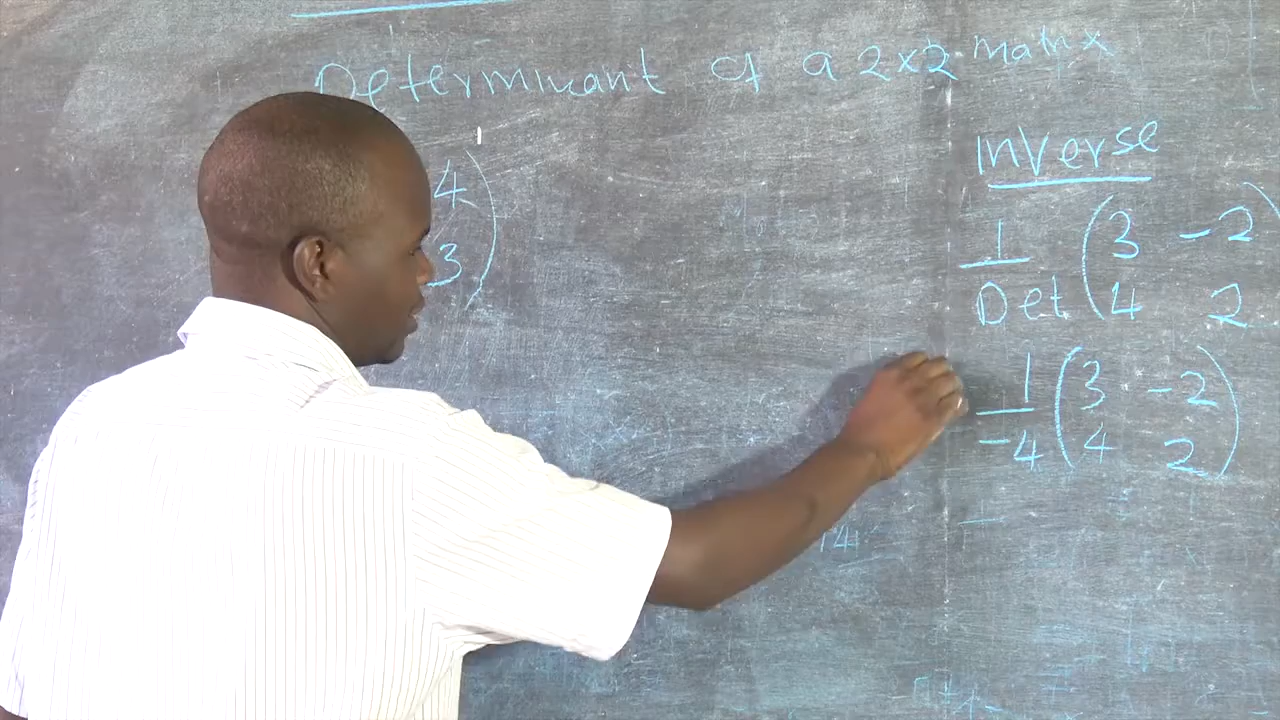 Determinant of a 2x2 matrix
4
3
Inverse
1 (3 -2)
Det (4 2
1 (3 -2)
-4 (4 2)